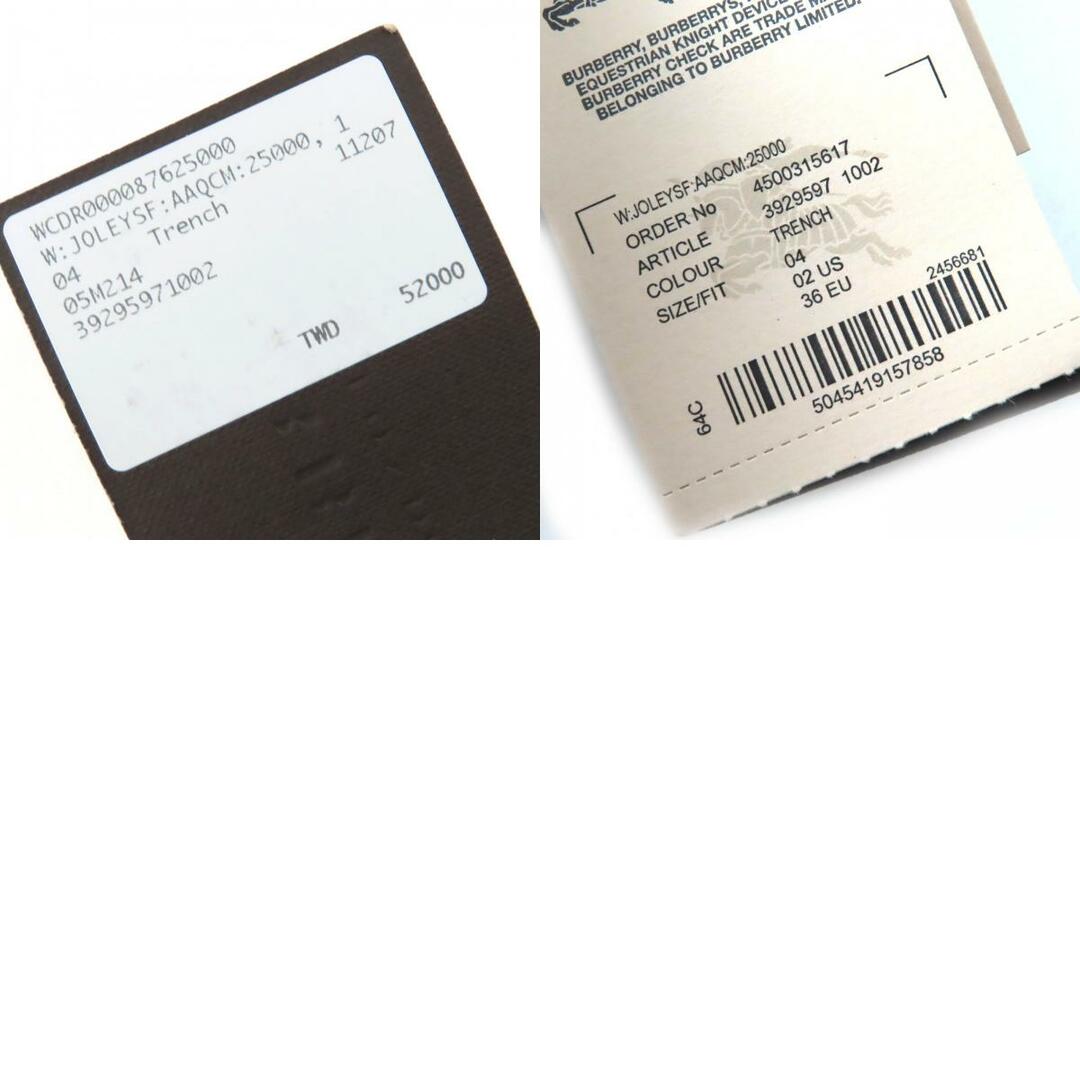 WCDR000087625000
W:JOLEYSF:AAQCM:25000, 1
04 Trench 11207
05M214
39295971002
TWD 52000
BURBERRY, BURBERRYS,
EQUESTRIAN KNIGHT DEVICE
BURBERRY CHECK ARE TRADE
BELONGING TO BURBERRY LIMITED.
W:JOLEYSF:AAQCM:25000
ORDER No 4500315617
ARTICLE 3929597 1002
COLOUR TRENCH
SIZE/FIT 04
02 US
36 EU
2456681
5045419157858
64C